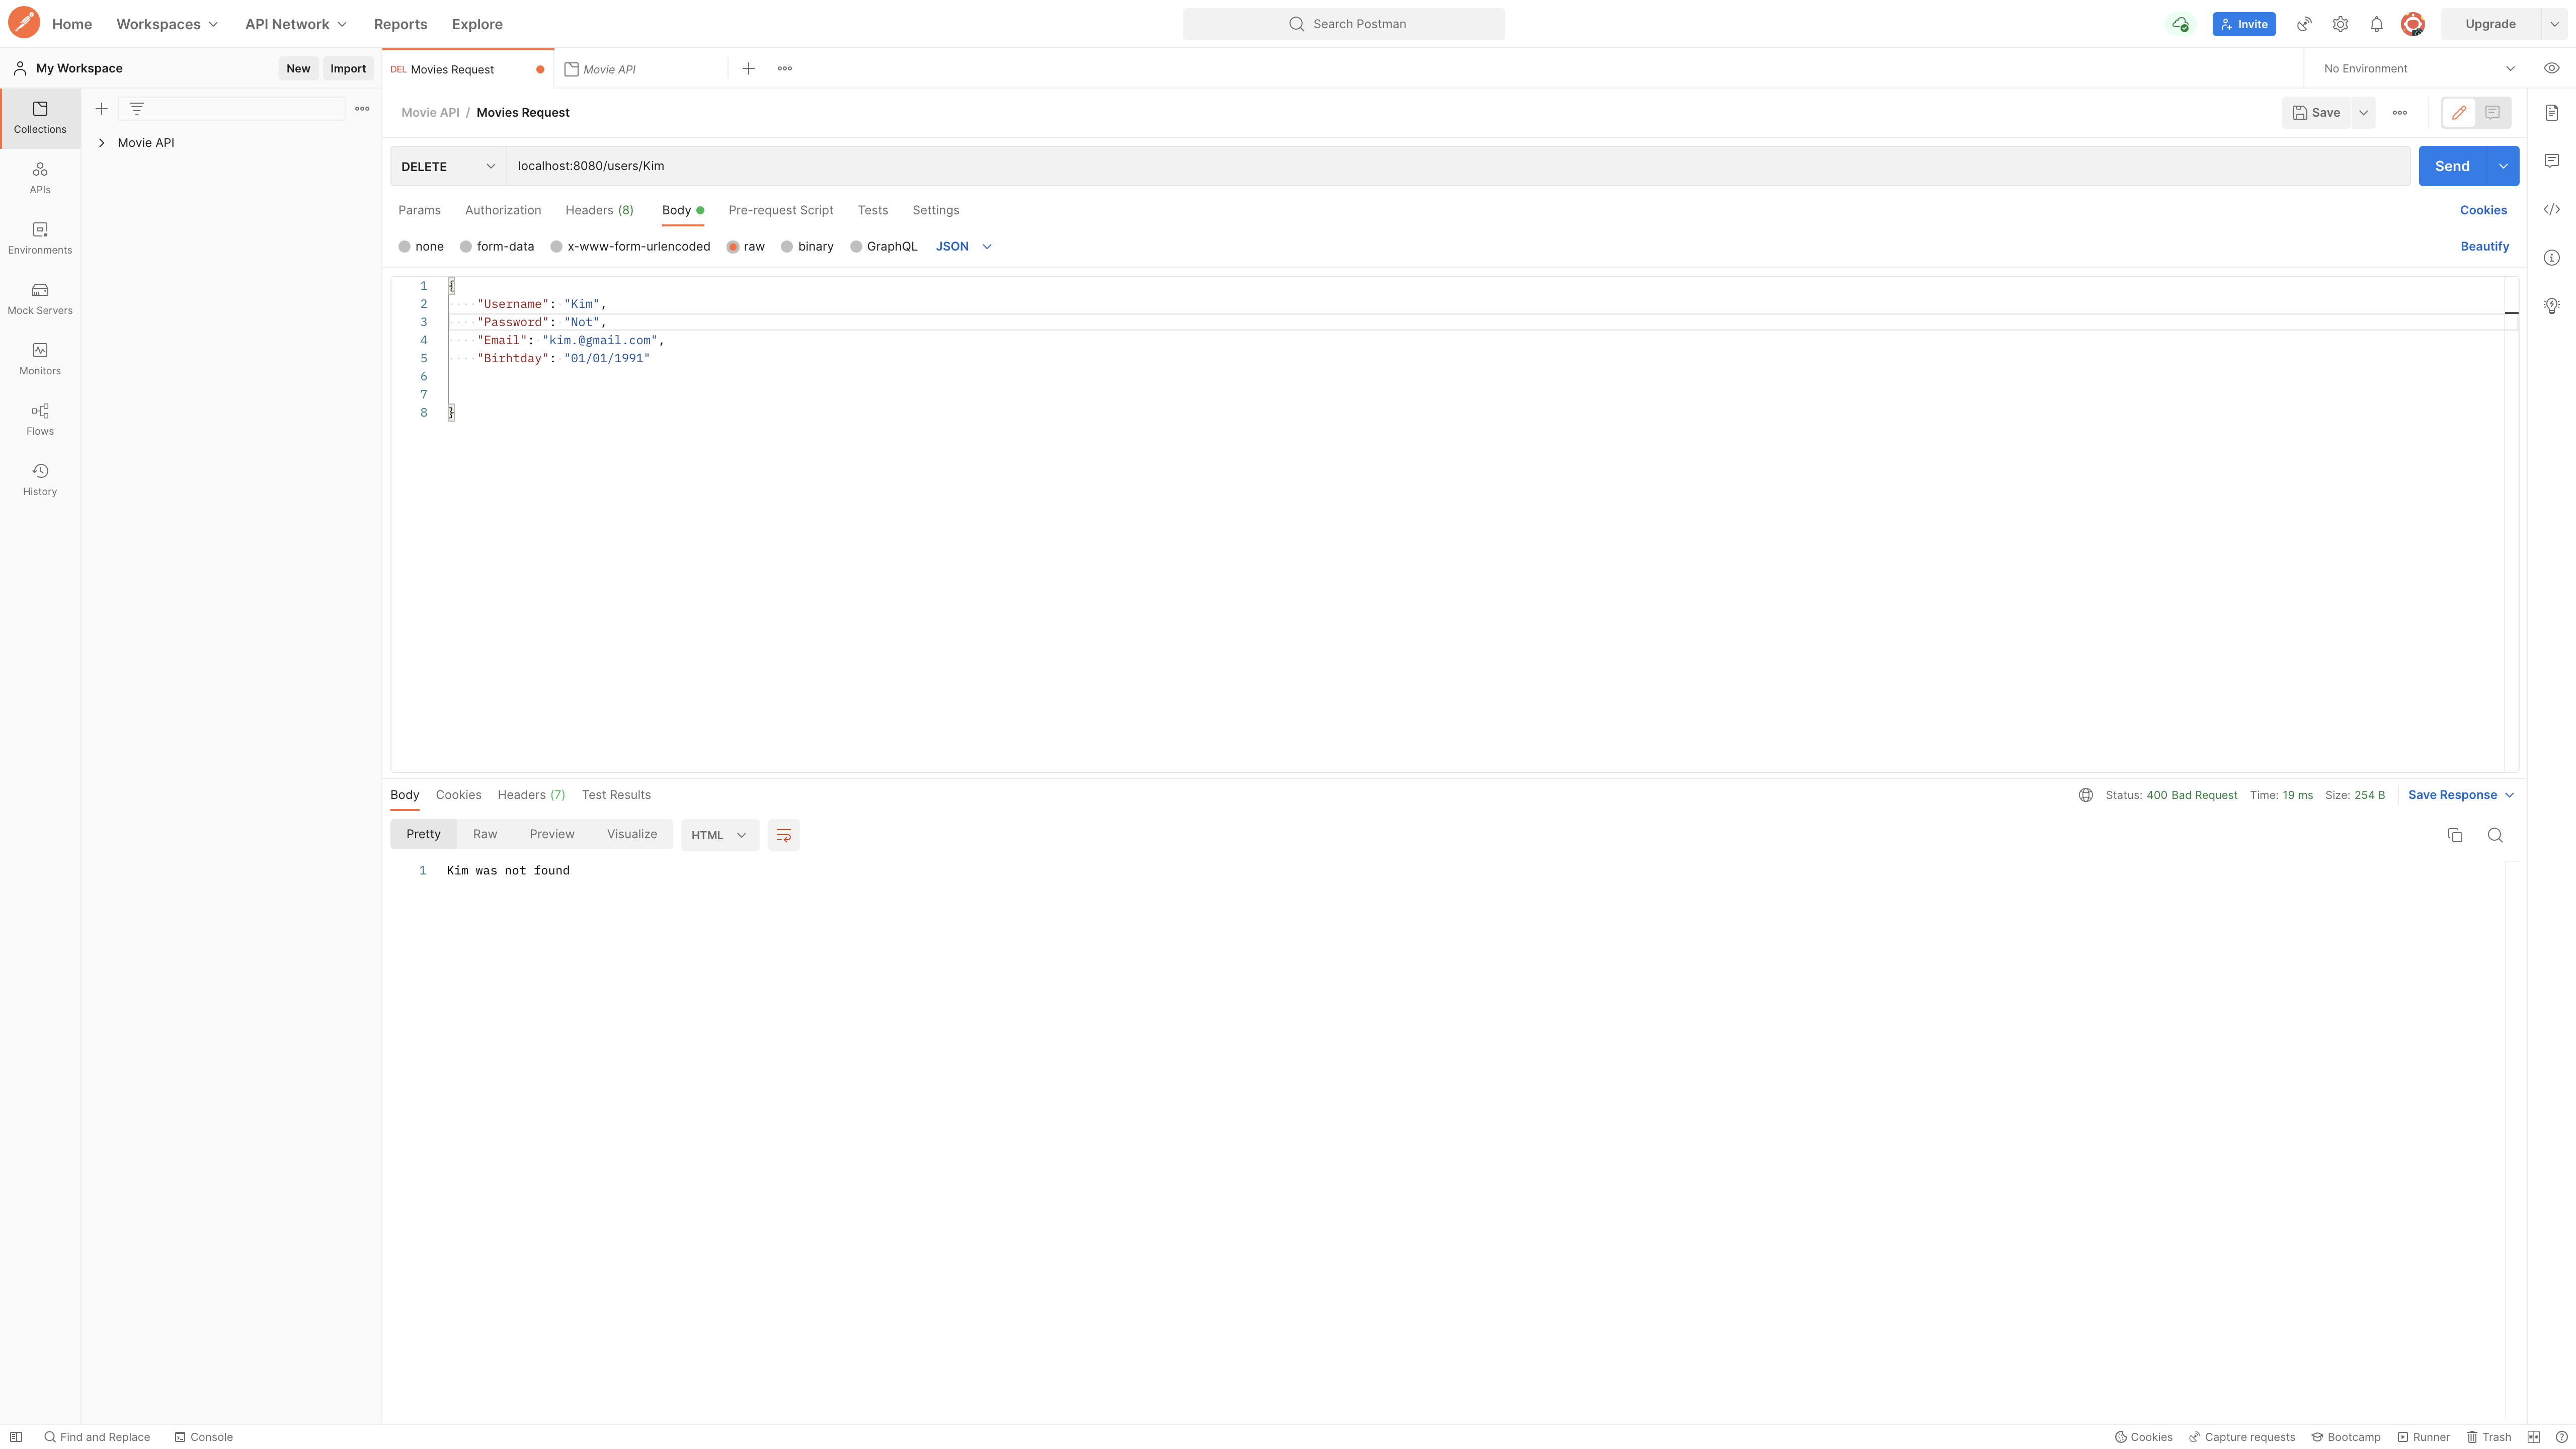 Home Workspaces API Network Reports Explore Search Postman Invite Upgrade
My Workspace New Import DEL Movies Request Movie API No Environment
Collections
Movie API
APIs
Environments
Mock Servers
Monitors
Flows
History
Movie API / Movies Request Save
DELETE localhost:8080/users/Kim Send
Params Authorization Headers (8) Body Pre-request Script Tests Settings Cookies
none form-data x-www-form-urlencoded raw binary GraphQL JSON Beautify
1 {
2 "Username": "Kim",
3 "Password": "Not",
4 "Email": "kim.@gmail.com",
5 "Birhtday": "01/01/1991"
6
7
8 }
Body Cookies Headers (7) Test Results Status: 400 Bad Request Time: 19 ms Size: 254 B Save Response
Pretty Raw Preview Visualize HTML
1 Kim was not found
Find and Replace Console Cookies Capture requests Bootcamp Runner Trash